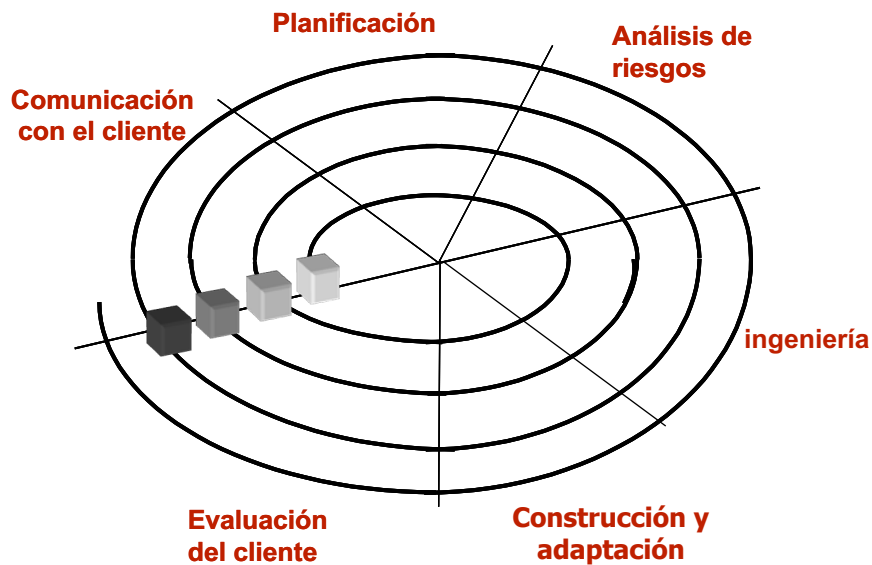 Planificación
Análisis de
riesgos
Comunicación
con el cliente
ingeniería
Evaluación
del cliente
Construcción y
adaptación